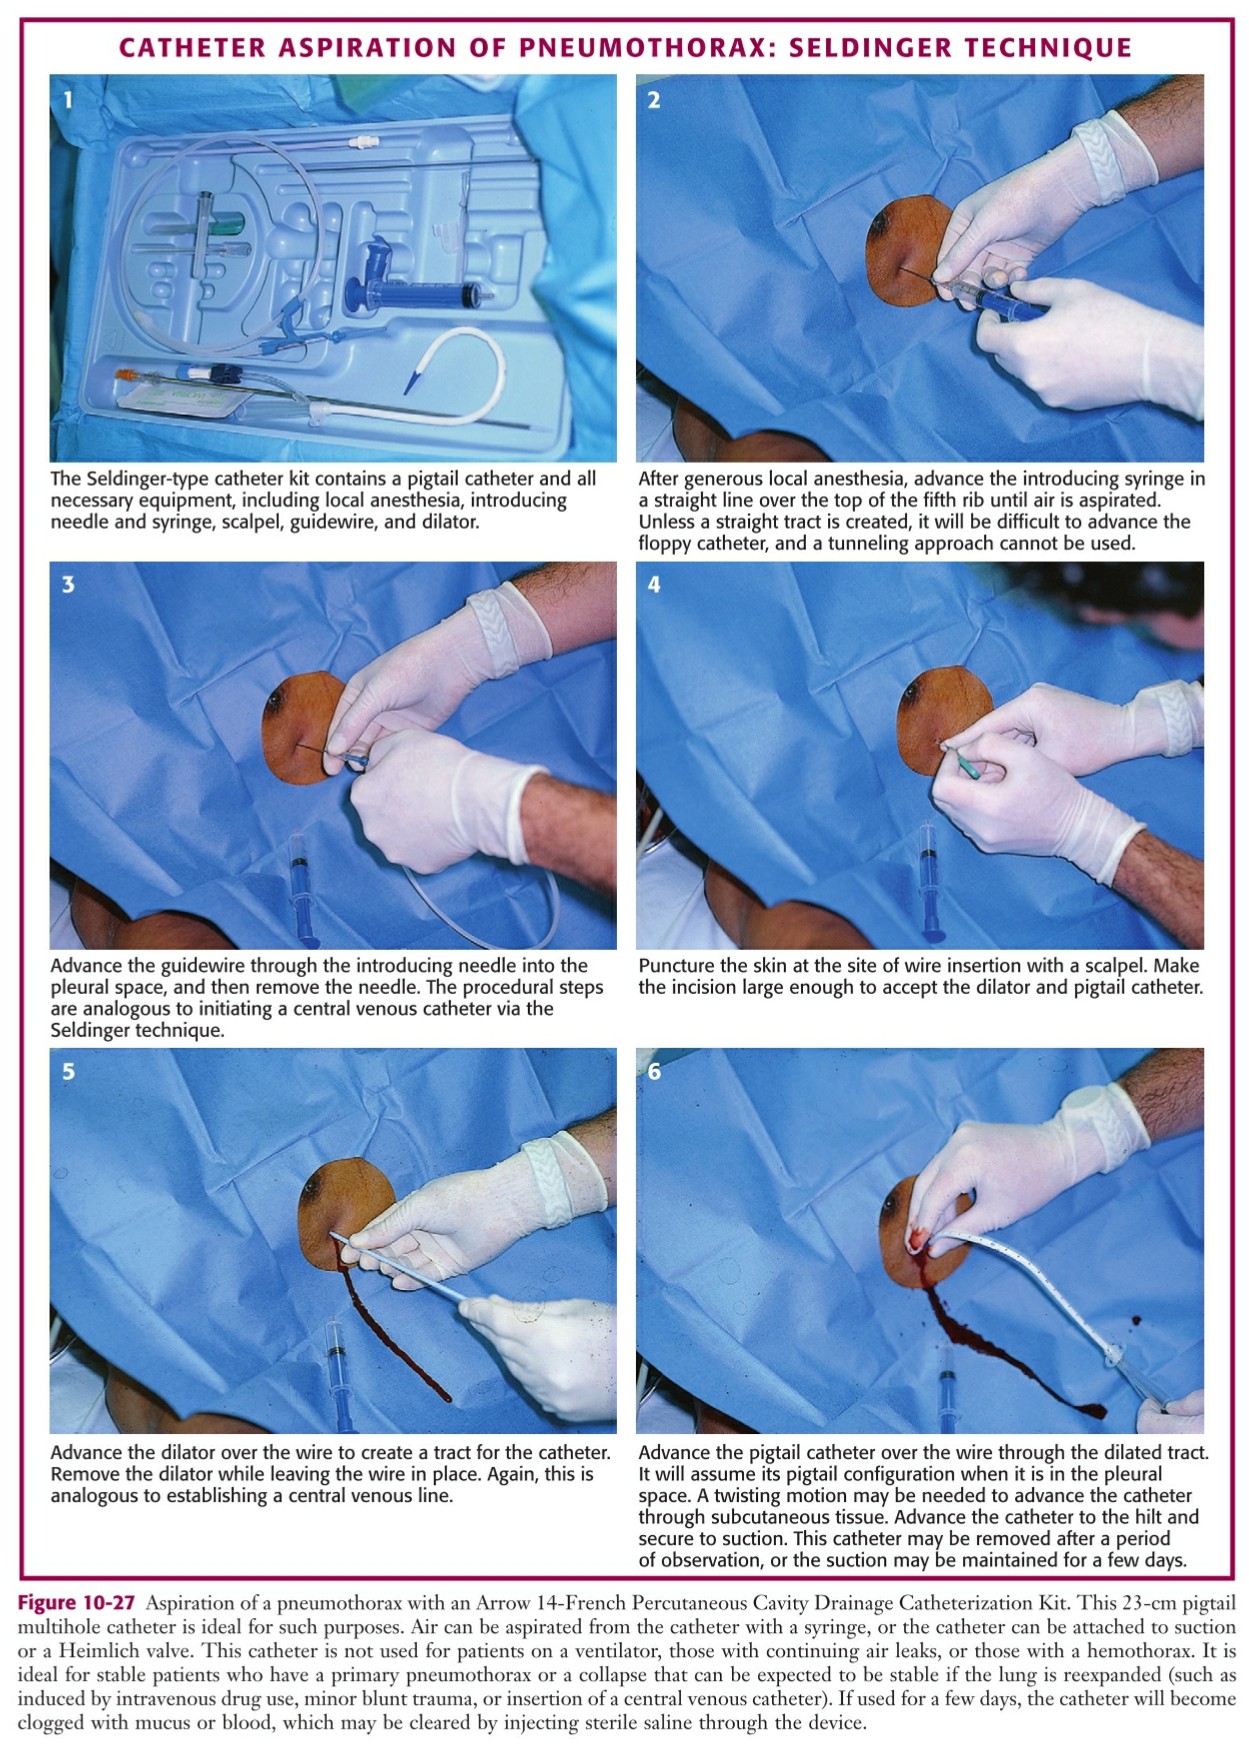 CATHETER ASPIRATION OF PNEUMOTHORAX: SELDINGER TECHNIQUE
1
The Seldinger-type catheter kit contains a pigtail catheter and all
necessary equipment, including local anesthesia, introducing
needle and syringe, scalpel, guidewire, and dilator.
2
After generous local anesthesia, advance the introducing syringe in
a straight line over the top of the fifth rib until air is aspirated.
Unless a straight tract is created, it will be difficult to advance the
floppy catheter, and a tunneling approach cannot be used.
3
Advance the guidewire through the introducing needle into the
pleural space, and then remove the needle. The procedural steps
are analogous to initiating a central venous catheter via the
Seldinger technique.
4
Puncture the skin at the site of wire insertion with a scalpel. Make
the incision large enough to accept the dilator and pigtail catheter.
5
Advance the dilator over the wire to create a tract for the catheter.
Remove the dilator while leaving the wire in place. Again, this is
analogous to establishing a central venous line.
6
Advance the pigtail catheter over the wire through the dilated tract.
It will assume its pigtail configuration when it is in the pleural
space. A twisting motion may be needed to advance the catheter
through subcutaneous tissue. Advance the catheter to the hilt and
secure to suction. This catheter may be removed after a period
of observation, or the suction may be maintained for a few days.
Figure 10-27 Aspiration of a pneumothorax with an Arrow 14-French Percutaneous Cavity Drainage Catheterization Kit. This 23-cm pigtail
multihole catheter is ideal for such purposes. Air can be aspirated from the catheter with a syringe, or the catheter can be attached to suction
or a Heimlich valve. This catheter is not used for patients on a ventilator, those with continuing air leaks, or those with a hemothorax. It is
ideal for stable patients who have a primary pneumothorax or a collapse that can be expected to be stable if the lung is reexpanded (such as
induced by intravenous drug use, minor blunt trauma, or insertion of a central venous catheter). If used for a few days, the catheter will become
clogged with mucus or blood, which may be cleared by injecting sterile saline through the device.